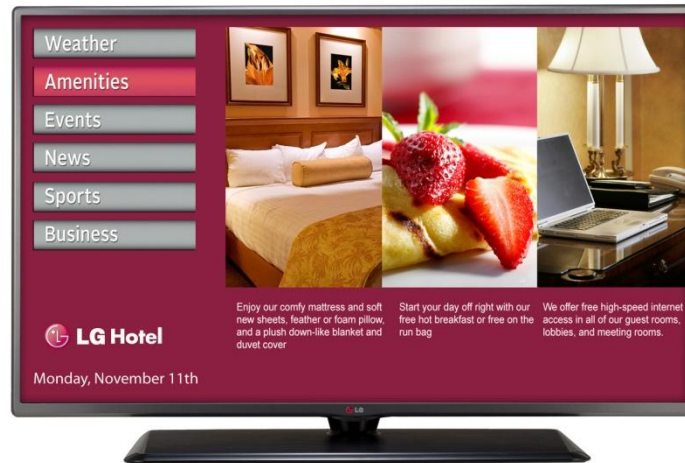 Weather
Amenities
Events
News
Sports
Business
LG Hotel
Monday, November 11th
Enjoy our comfy mattress and soft
new sheets, feather or foam pillow,
and a plush down-like blanket and
duvet cover
Start your day off right with our
free hot breakfast or free on the
run bag
We offer free high-speed internet
access in all of our guest rooms,
lobbies, and meeting rooms.
LG